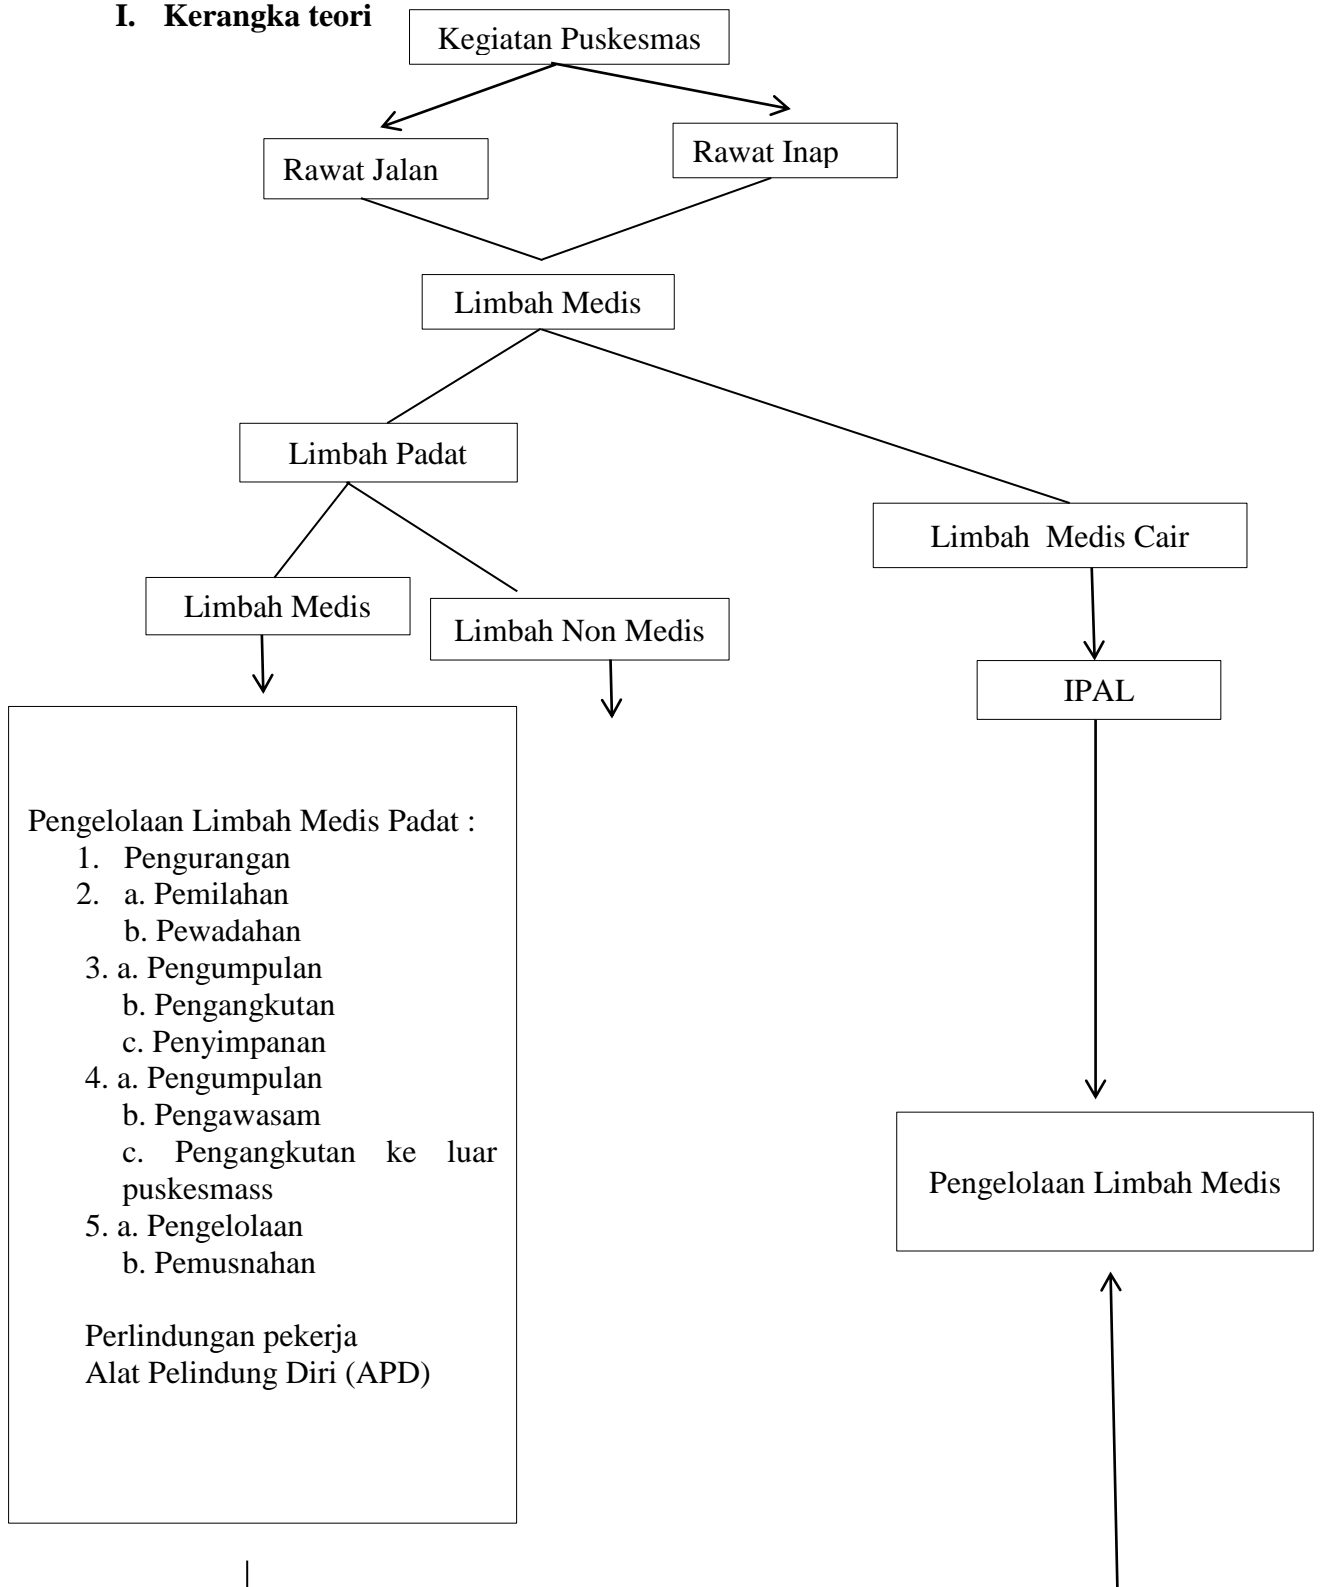 I. Kerangka teori
Kegiatan Puskesmas
Rawat Jalan
Rawat Inap
Limbah Medis
Limbah Padat
Limbah  Medis Cair
Limbah Medis
Limbah Non Medis
IPAL
Pengelolaan Limbah Medis Padat :
1. Pengurangan
2. a. Pemilahan
b. Pewadahan
3. a. Pengumpulan
b. Pengangkutan
c. Penyimpanan
4. a. Pengumpulan
b. Pengawasam
c. Pengangkutan ke luar
puskesmass
5. a. Pengelolaan
b. Pemusnahan
Perlindungan pekerja
Alat Pelindung Diri (APD)
Pengelolaan Limbah Medis